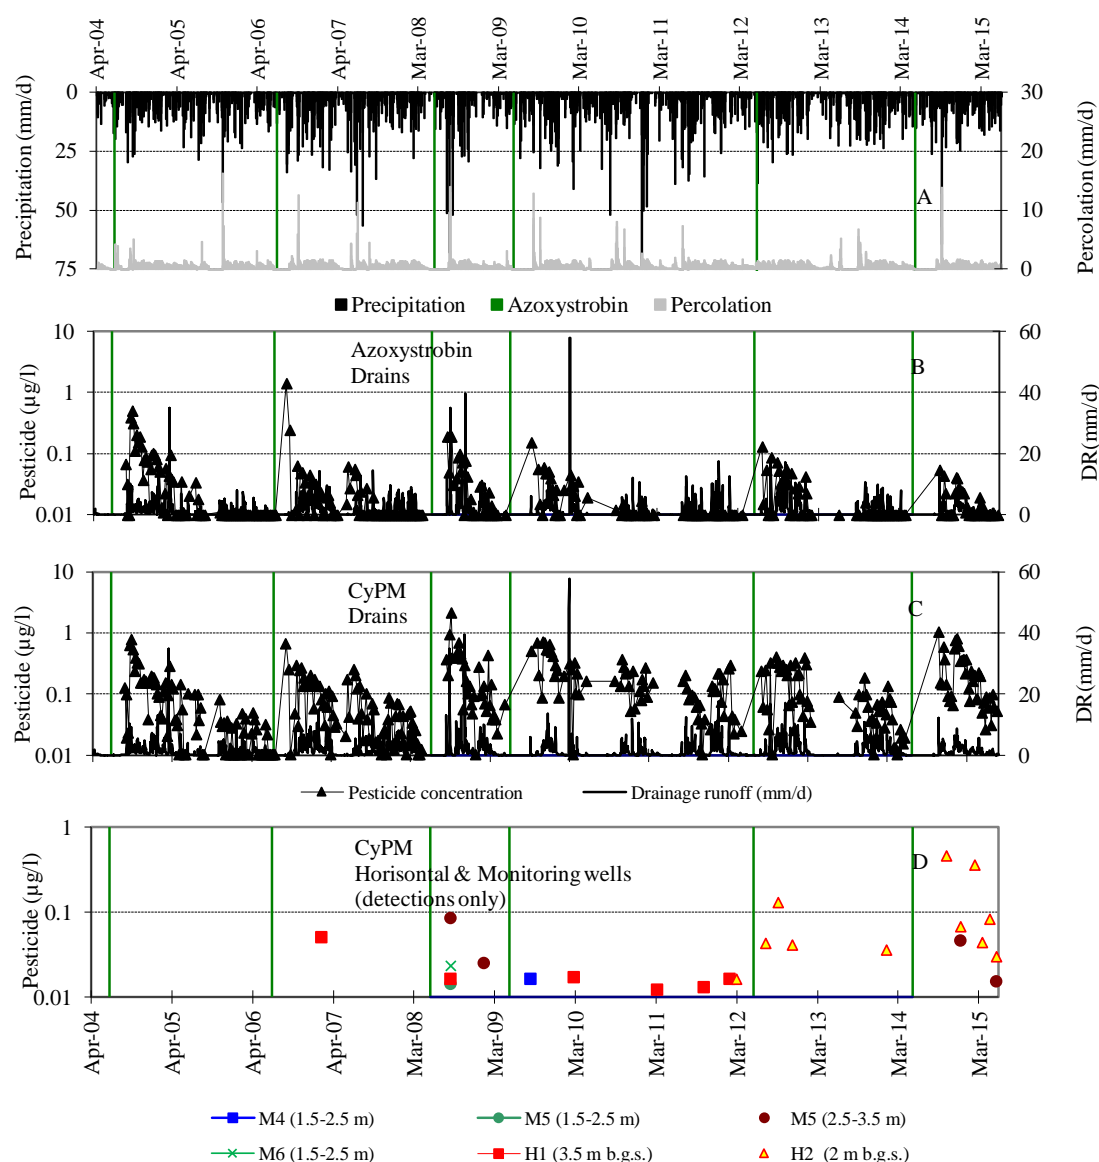 Apr-04 Apr-05 Apr-06 Apr-07 Mar-08 Mar-09 Mar-10 Mar-11 Mar-12 Mar-13 Mar-14 Mar-15
Precipitation (mm/d)
0
25
50
75
A
30
20
10
0
Percolation (mm/d)
Precipitation Azoxystrobin Percolation
Pesticide (µg/l)
10
1
0.1
0.01
Azoxystrobin
Drains
B
60
40
20
0
DR(mm/d)
Pesticide (µg/l)
10
1
0.1
0.01
CyPM
Drains
C
60
40
20
0
DR(mm/d)
Pesticide concentration Drainage runoff (mm/d)
Pesticide (µg/l)
1
0.1
0.01
CyPM
Horisontal & Monitoring wells
(detections only)
D
Apr-04 Apr-05 Apr-06 Apr-07 Mar-08 Mar-09 Mar-10 Mar-11 Mar-12 Mar-13 Mar-14 Mar-15
M4 (1.5-2.5 m) M5 (1.5-2.5 m) M5 (2.5-3.5 m)
M6 (1.5-2.5 m) H1 (3.5 m b.g.s.) H2 (2 m b.g.s.)